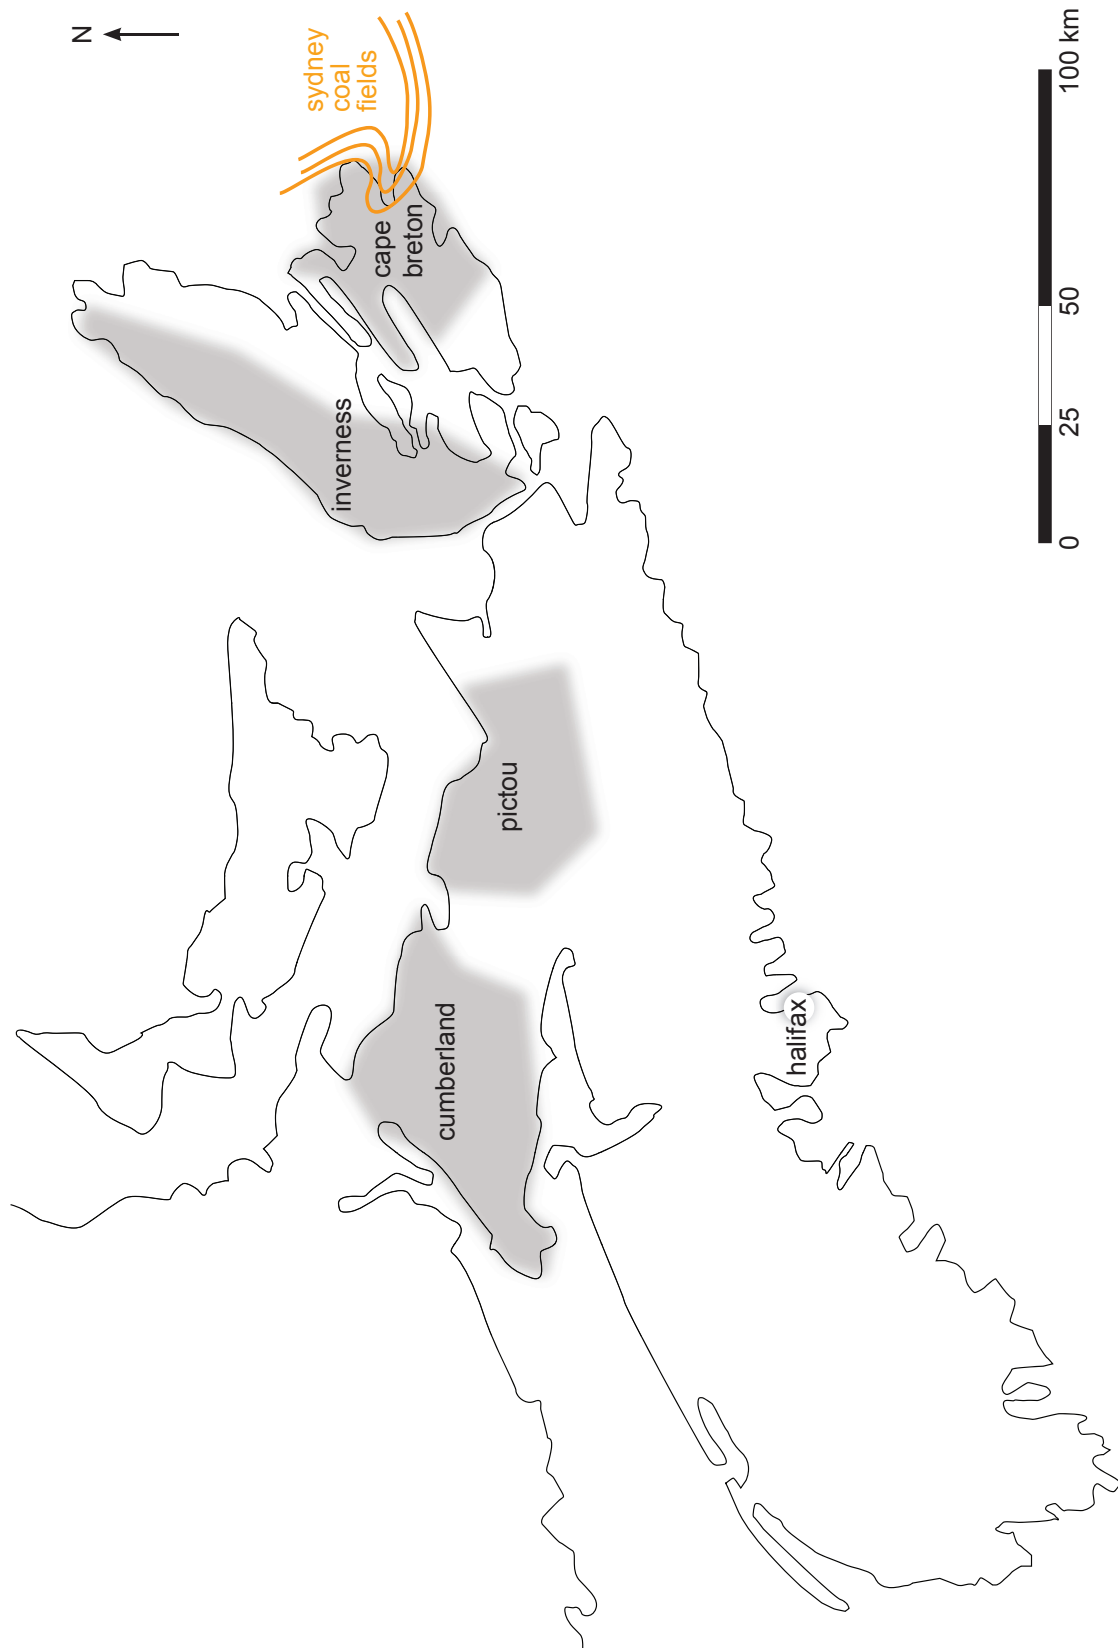 N
sydney
coal
fields
cape
breton
inverness
pictou
cumberland
halifax
0
25
50
100 km